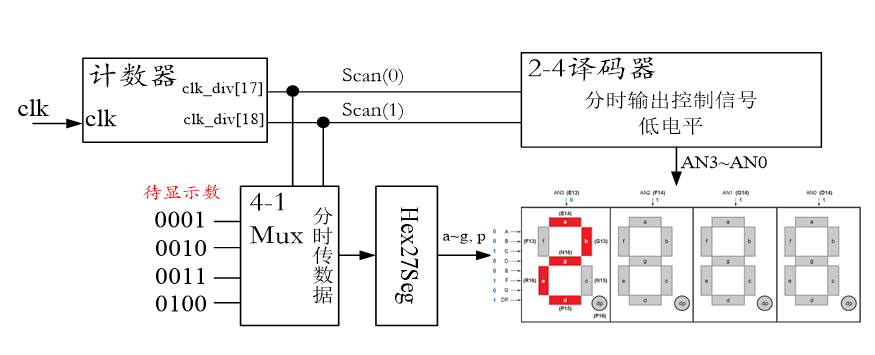 计数器
clk_div[17]
clk_div[18]
clk
clk
Scan(0)
Scan(1)
2-4译码器
分时输出控制信号
低电平
AN3~AN0
待显示数
0001
0010
0011
0100
4-1
Mux
分时传数据
Hex27Seg
a~g, p
AN3 (E13)
0
AN2 (F14)
1
AN1 (G14)
1
AN0 (D14)
1
0 A
0 B
1 C
0 D
0 E
1 F
0 G
1 DP
(E14)
a
(F13)
f
b
(G13)
(N16)
g
(R16)
e
c
(N15)
d
(P15)
dp
(P16)
a
f
b
g
e
c
d
dp
a
f
b
g
e
c
d
dp
a
f
b
g
e
c
d
dp